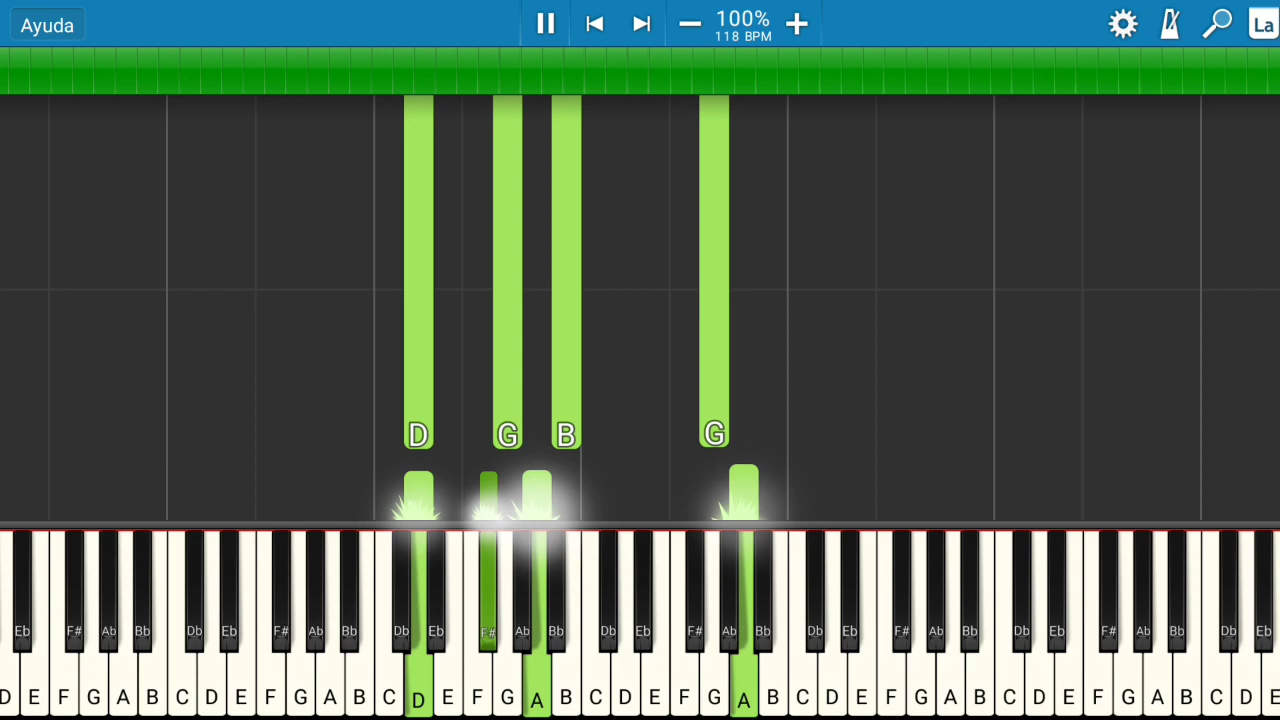 Ayuda
100%
118 BPM
La
D G B G
Eb F# Ab Bb Db Eb F# Ab Bb Db Eb F# Ab Bb Db Eb F# Ab Bb Db Eb F# Ab Bb Db Eb F# Ab Bb Db Eb
D E F G A B C D E F G A B C D E F G A B C D E F G A B C D E F G A B C D E F G A B C D E